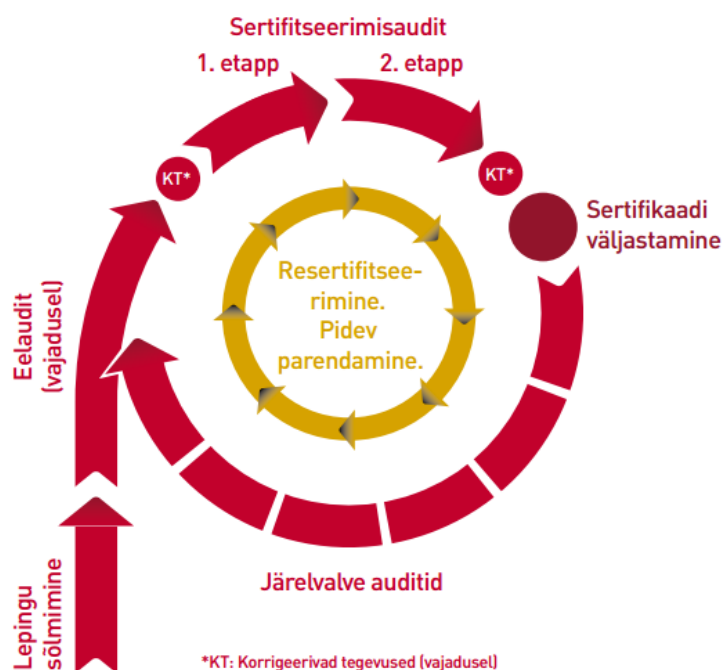 Sertifitseerimisaudit
1. etapp
2. etapp
KT*
KT*
Sertifikaadi
väljastamine
Resertifitsee-
rimine.
Pidev
parendamine.
Eelaudit
(vajadusel)
Järelvalve auditid
Lepingu
sõlmimine
*KT: Korrigeerivad tegevused (vajadusel)